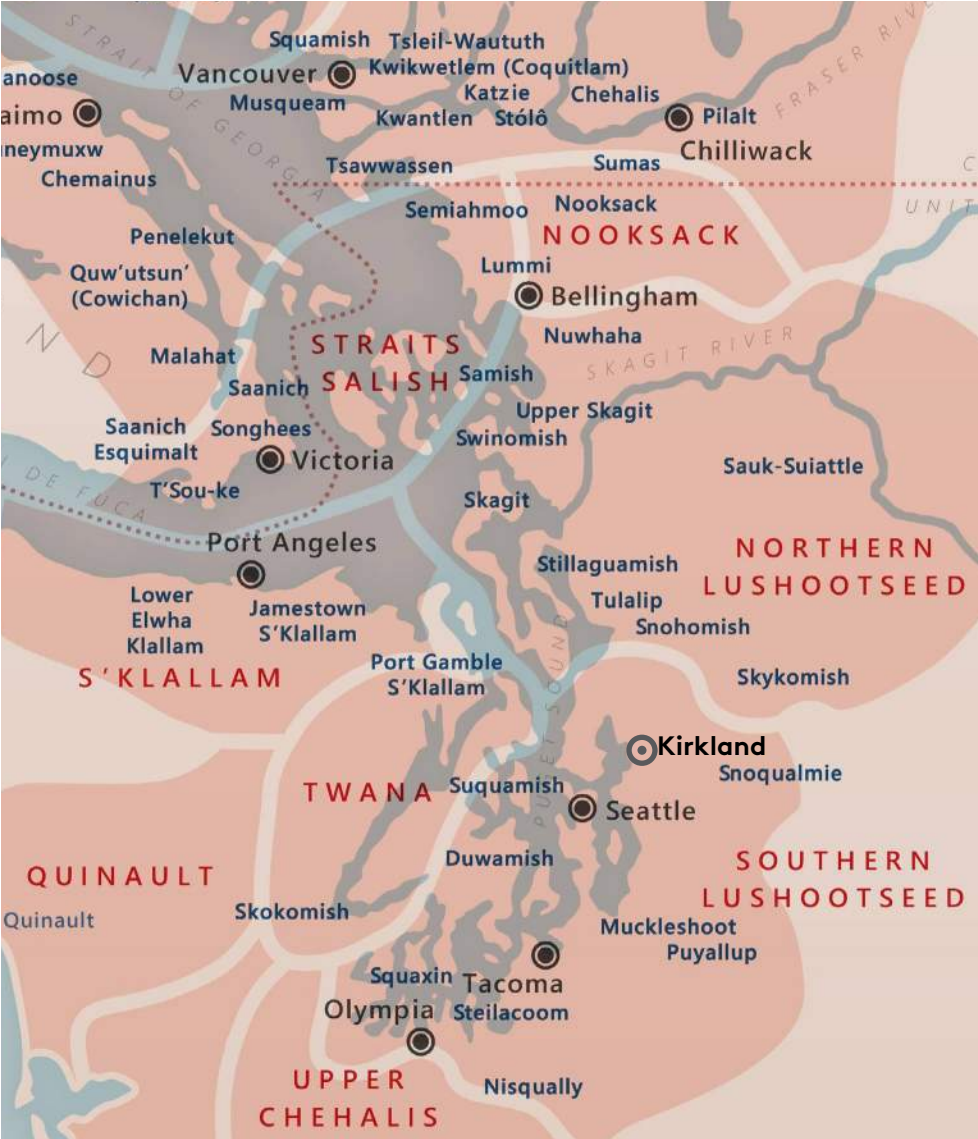 STRAIT OF GEORGIA
Squamish
Tsleil-Waututh
FRASER RIVE
anoose
Vancouver
Kwikwetlem (Coquitlam)
Musqueam
Katzie
Chehalis
aimo
Kwantlen
Stólō
Pilalt
neymuxw
Chilliwack
Chemainus
Tsawwassen
Sumas
C
Semiahmoo
Nooksack
UNIT
Penelekut
NOOKSACK
Quw'utsun'
(Cowichan)
Lummi
Bellingham
N D
Nuwhaha
STRAITS
SALISH
SKAGIT RIVER
Malahat
Saanich
Samish
Upper Skagit
Saanich
Songhees
Swinomish
Esquimalt
Victoria
Sauk-Suiattle
DE FUCA
T'Sou-ke
Skagit
Port Angeles
NORTHERN
LUSHOOTSEED
Stillaguamish
Lower
Elwha
Klallam
Jamestown
S'Klallam
Tulalip
Snohomish
PUGET SOUND
S'KLALLAM
Port Gamble
S'Klallam
Skykomish
Kirkland
Snoqualmie
TWANA
Suquamish
Seattle
Duwamish
SOUTHERN
LUSHOOTSEED
QUINAULT
Quinault
Skokomish
Muckleshoot
Puyallup
Squaxin
Tacoma
Olympia
Steilacoom
UPPER
CHEHALIS
Nisqually